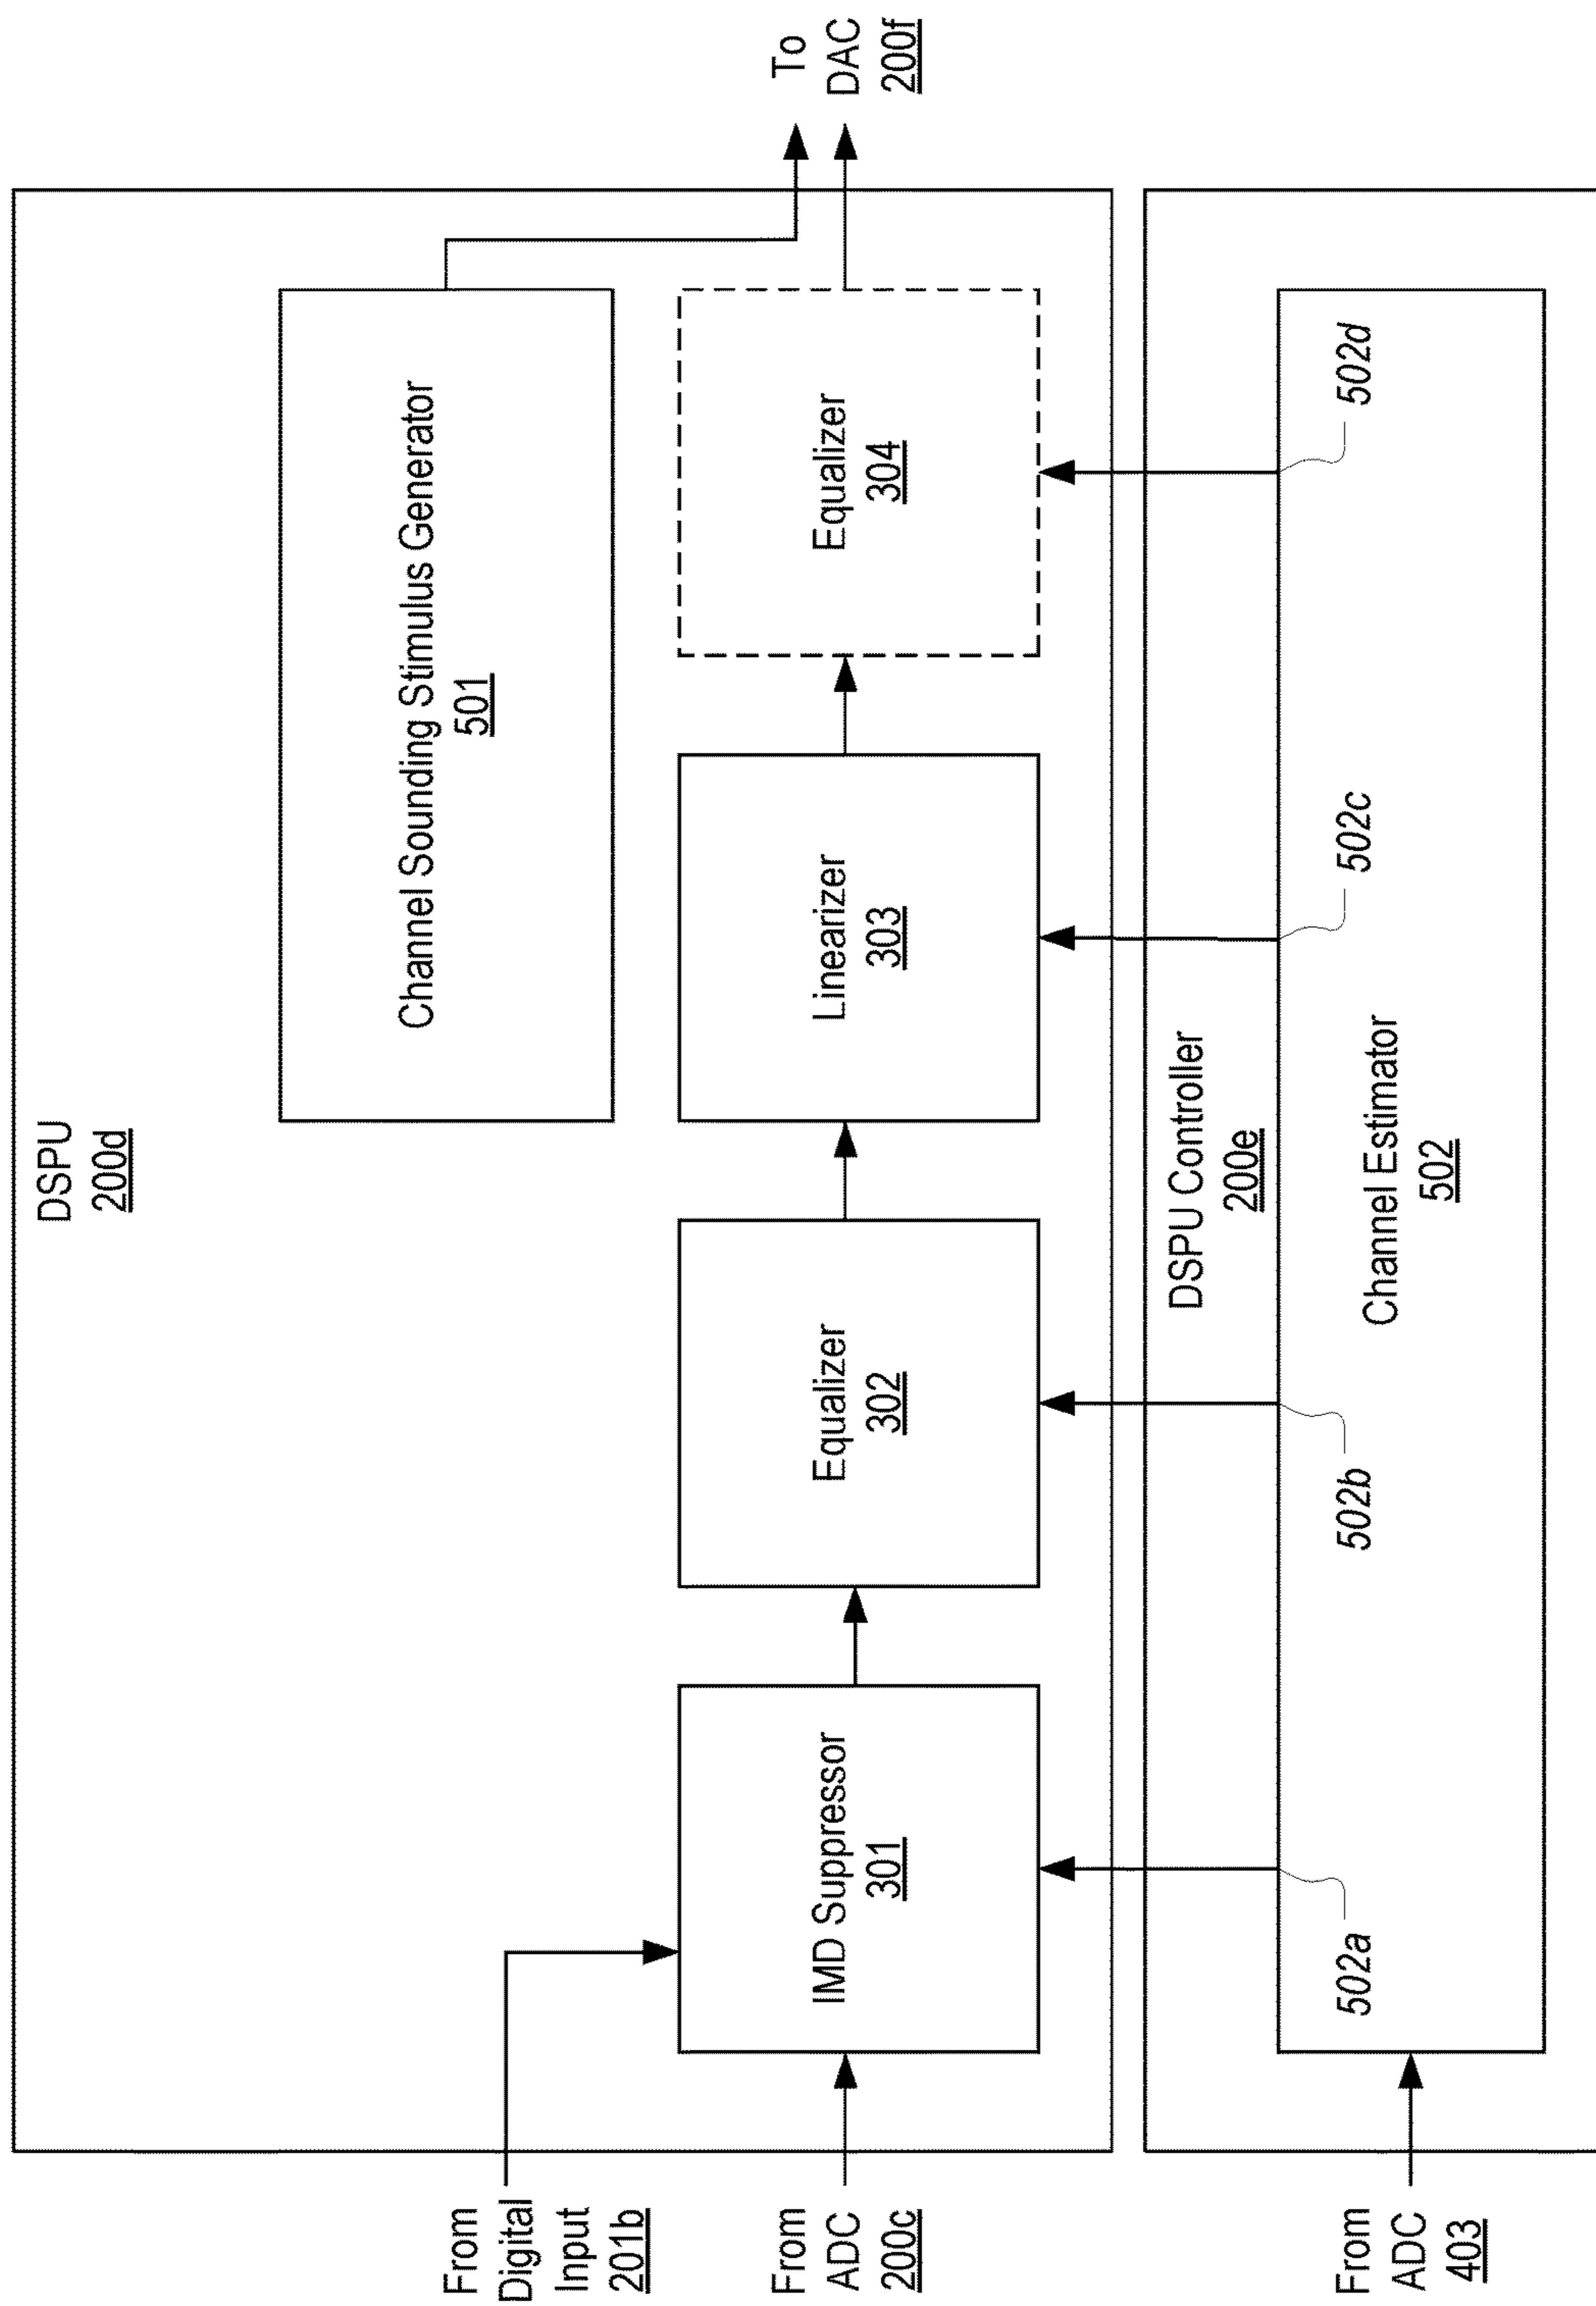 DSPU
200d
Channel Sounding Stimulus Generator
501
To
DAC
200f
From
Digital
Input
201b
From
ADC
200c
IMD Suppressor
301
Equalizer
302
Linearizer
303
Equalizer
304
DSPU Controller
200e
502a
502b
502c
502d
Channel Estimator
502
From
ADC
403